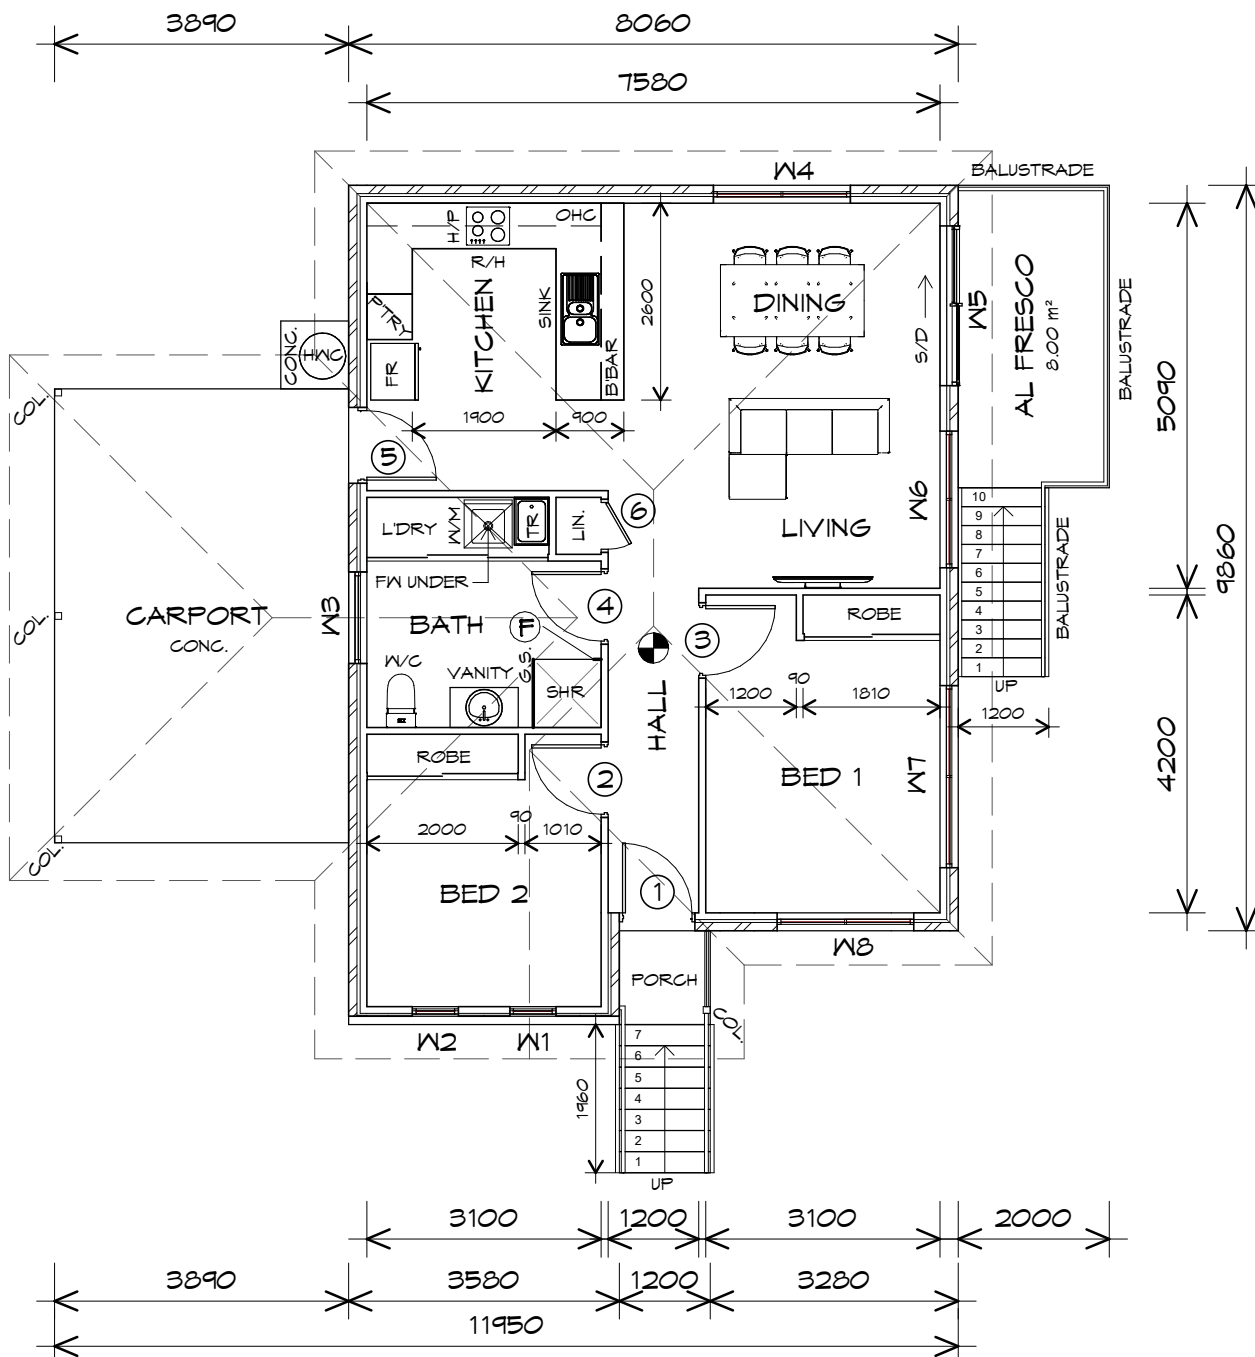 3890
8060
7580
W4
BALUSTRADE
H/P
OHC
R/H
P'TRY
KITCHEN
SINK
2600
DINING
S/D
W5
AL FRESCO
8.00 m²
BALUSTRADE
CONC.
HWC
FR
B'BAR
COL.
1900
900
5090
5
6
W6
L'DRY
W/M
TR
LIN.
LIVING
10
9
8
7
6
5
4
3
2
1
UP
BALUSTRADE
9860
FW UNDER
CARPORT
CONC.
COL.
W3
BATH
4
F
3
ROBE
W/C
VANITY
G.S.
SHR
HALL
1200
90
1810
1200
ROBE
2
BED 1
W7
4200
2000
90
1010
COL.
BED 2
1
W8
PORCH
COL.
W2
W1
7
6
5
4
3
2
1
1960
UP
3100
1200
3100
2000
3890
3580
1200
3280
11950